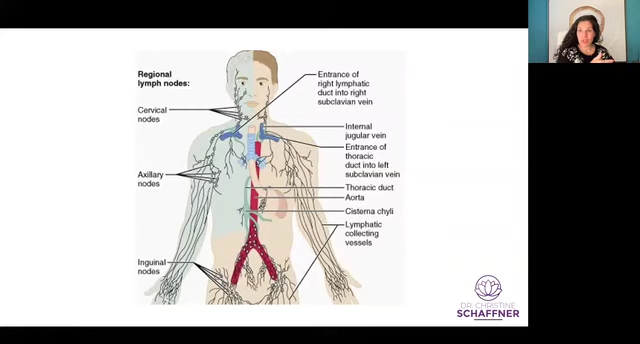 Regional
lymph nodes:
Cervical
nodes
Axillary
nodes
Inguinal
nodes
Entrance of
right lymphatic
duct into right
subclavian vein
Internal
jugular vein
Entrance of
thoracic
duct into left
subclavian vein
Thoracic duct
Aorta
Cisterna chyli
Lymphatic
collecting
vessels
DR. CHRISTINE
SCHAFFNER